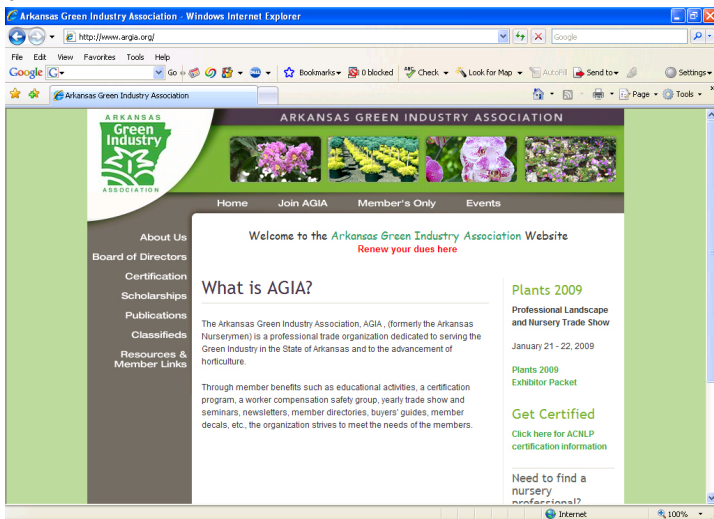 Arkansas Green Industry Association - Windows Internet Explorer
http://www.argia.org/
Google
File Edit View Favorites Tools Help
Google G Go Bookmarks 0 blocked Check Look for Map AutoFill Send to Settings
Arkansas Green Industry Association
Page Tools
ARKANSAS
Green
Industry
ASSOCIATION
ARKANSAS GREEN INDUSTRY ASSOCIATION
Home Join AGIA Member's Only Events
About Us
Board of Directors
Certification
Scholarships
Publications
Classifieds
Resources &
Member Links
Welcome to the Arkansas Green Industry Association Website
Renew your dues here
What is AGIA?
The Arkansas Green Industry Association, AGIA , (formerly the Arkansas
Nurserymen) is a professional trade organization dedicated to serving the
Green Industry in the State of Arkansas and to the advancement of
horticulture.
Through member benefits such as educational activities, a certification
program, a worker compensation safety group, yearly trade show and
seminars, newsletters, member directories, buyers' guides, member
decals, etc., the organization strives to meet the needs of the members.
Plants 2009
Professional Landscape
and Nursery Trade Show
January 21 - 22, 2009
Plants 2009
Exhibitor Packet
Get Certified
Click here for ACNLP
certification information
Need to find a
nursery
professional?
Internet 100%